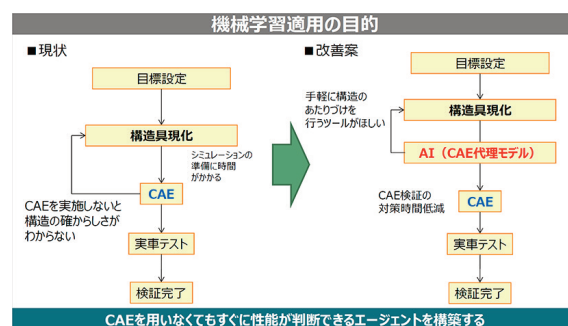 機械学習適用の目的
■現状
目標設定
構造具現化
シミュレーションの
準備に時間
がかかる
CAE
CAEを実施しないと
構造の確からしさが
わからない
実車テスト
検証完了
■改善案
目標設定
手軽に構造の
あたりづけを
行うツールがほしい
構造具現化
AI（CAE代理モデル）
CAE検証の
対策時間低減
CAE
実車テスト
検証完了
CAEを用いなくてもすぐに性能が判断できるエージェントを構築する